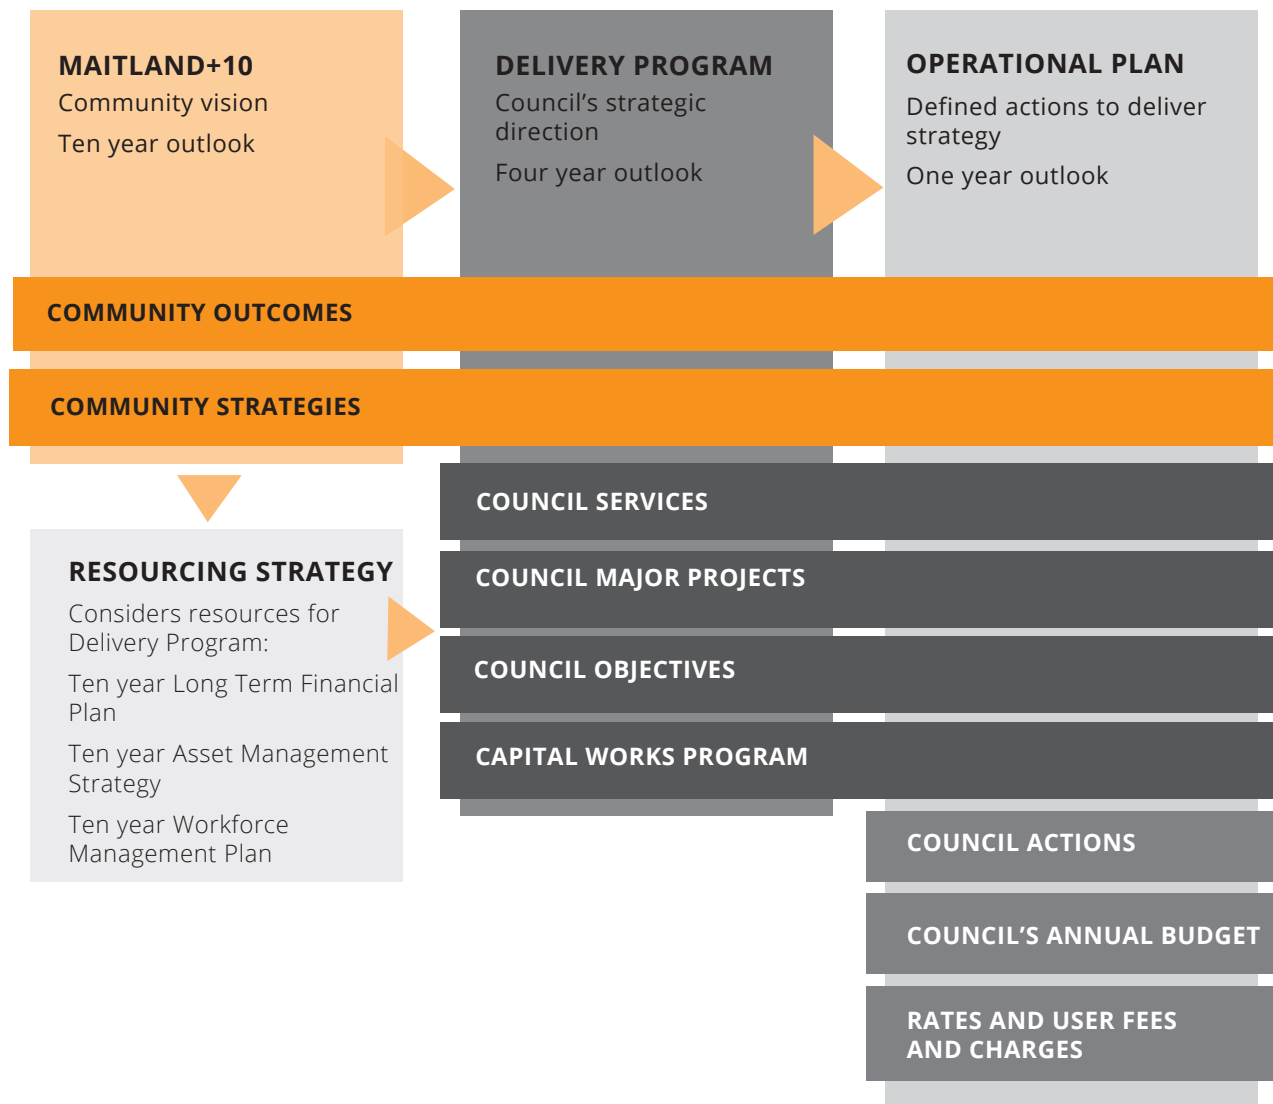 MAITLAND+10
Community vision
Ten year outlook
DELIVERY PROGRAM
Council’s strategic
direction
Four year outlook
OPERATIONAL PLAN
Defined actions to deliver
strategy
One year outlook
COMMUNITY OUTCOMES
COMMUNITY STRATEGIES
RESOURCING STRATEGY
Considers resources for
Delivery Program:
Ten year Long Term Financial
Plan
Ten year Asset Management
Strategy
Ten year Workforce
Management Plan
COUNCIL SERVICES
COUNCIL MAJOR PROJECTS
COUNCIL OBJECTIVES
CAPITAL WORKS PROGRAM
COUNCIL ACTIONS
COUNCIL’S ANNUAL BUDGET
RATES AND USER FEES
AND CHARGES